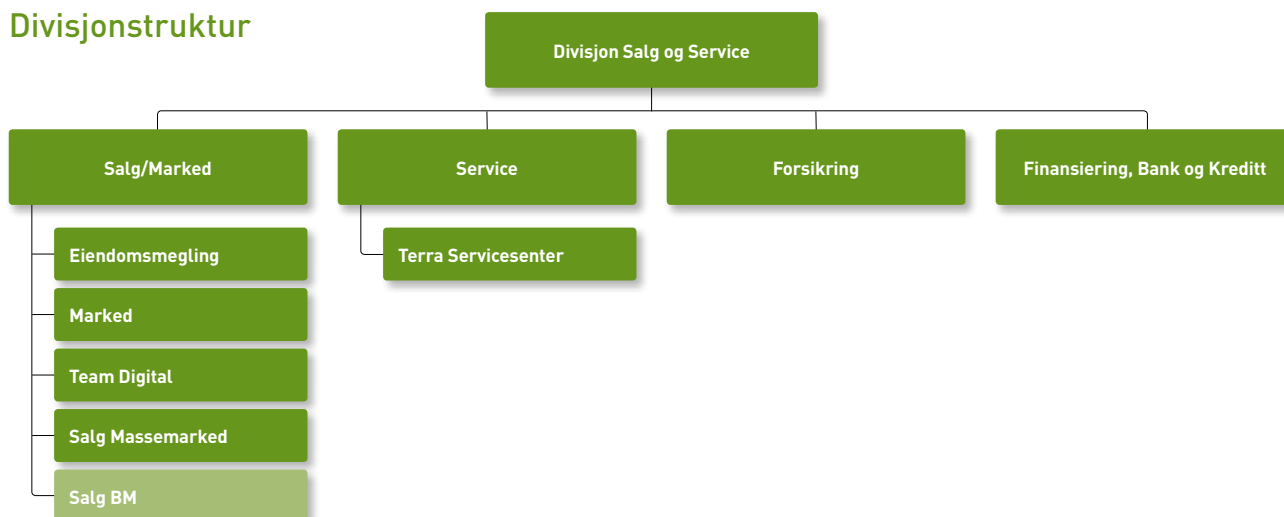 Divisjonstruktur
Divisjon Salg og Service
Salg/Marked
Service
Forsikring
Finansiering, Bank og Kreditt
Eiendomsmegling
Terra Servicesenter
Marked
Team Digital
Salg Massemarked
Salg BM